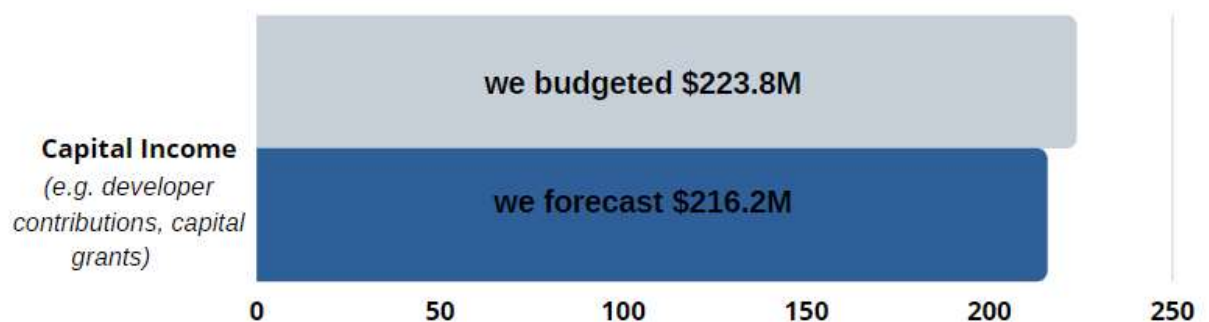 we budgeted $223.8M
Capital Income
(e.g. developer
contributions, capital
grants)
we forecast $216.2M
0 50 100 150 200 250